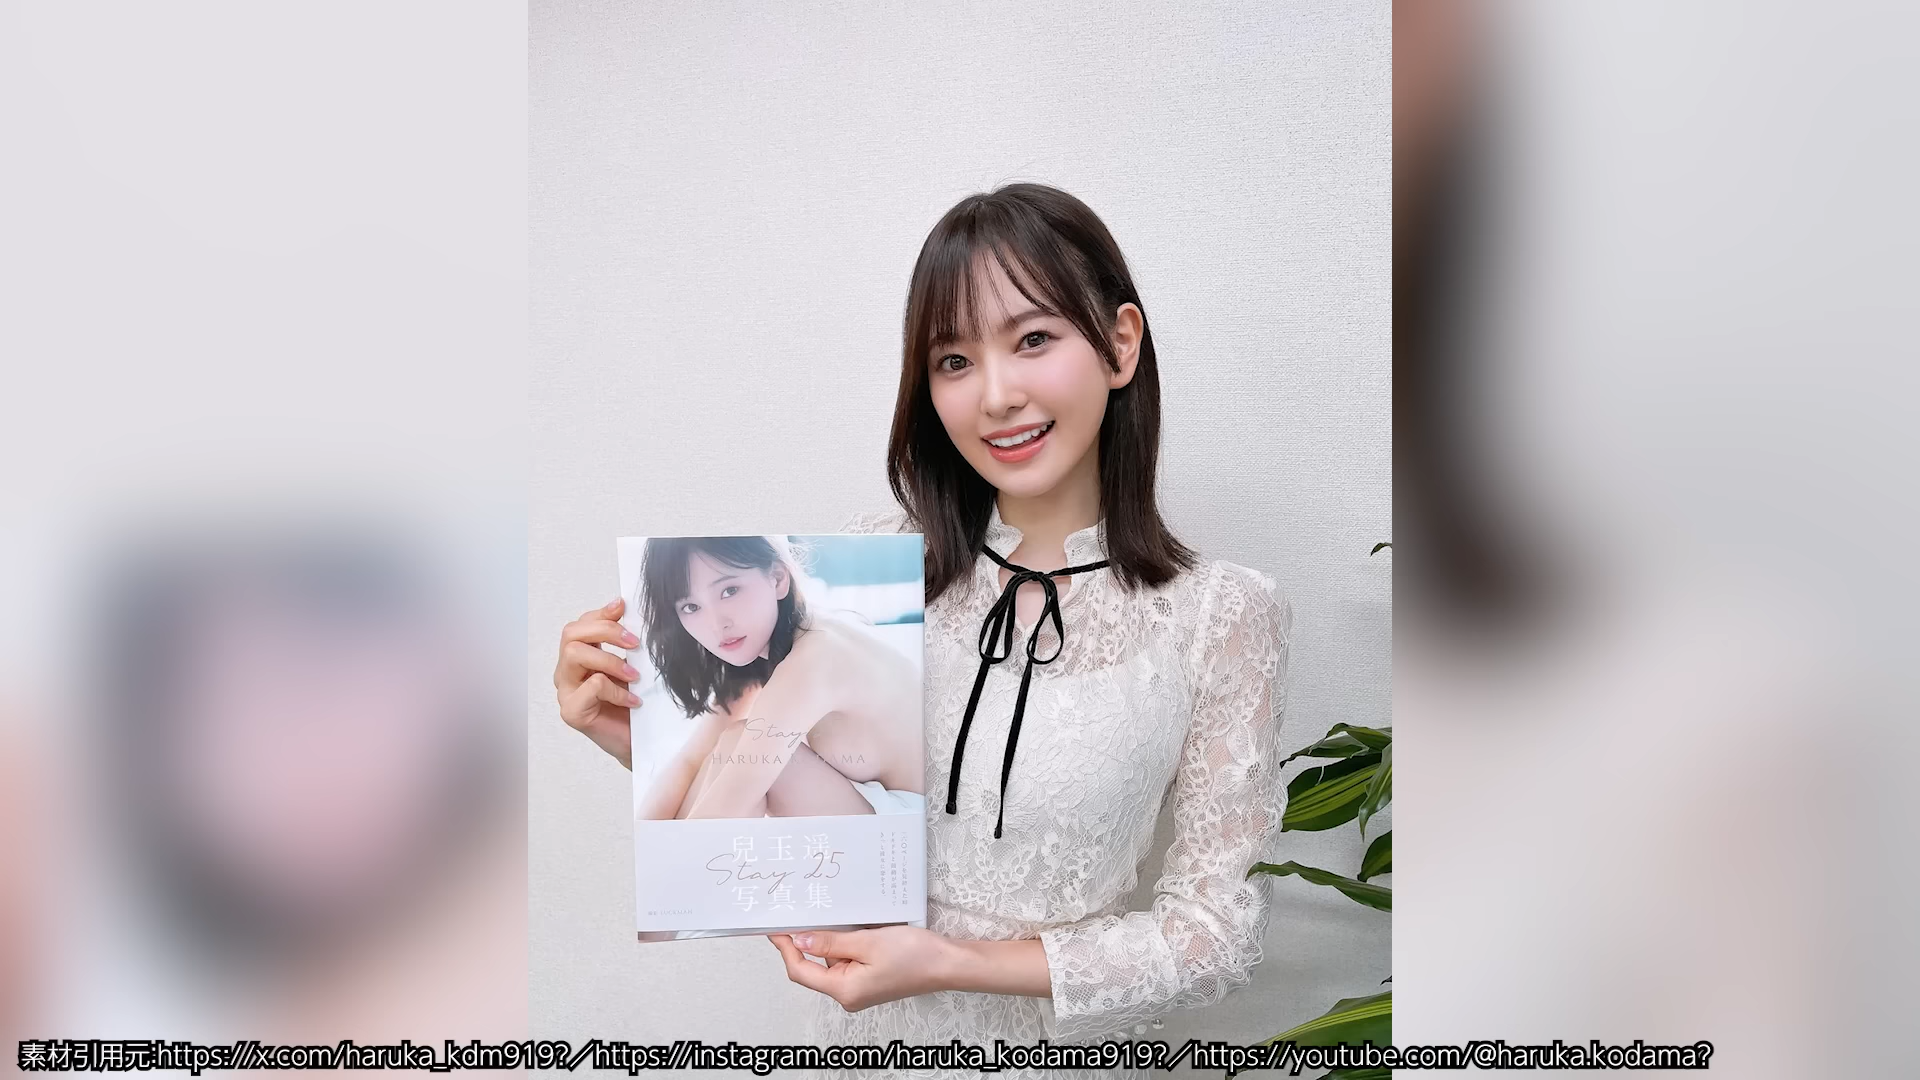 Stay
HARUKA KODAMA
兒玉遥
Stay 25
写真集
素材引用元:https://x.com/haruka_kdm919?／https://instagram.com/haruka_kodama919?／https://youtube.com/@haruka.kodama?